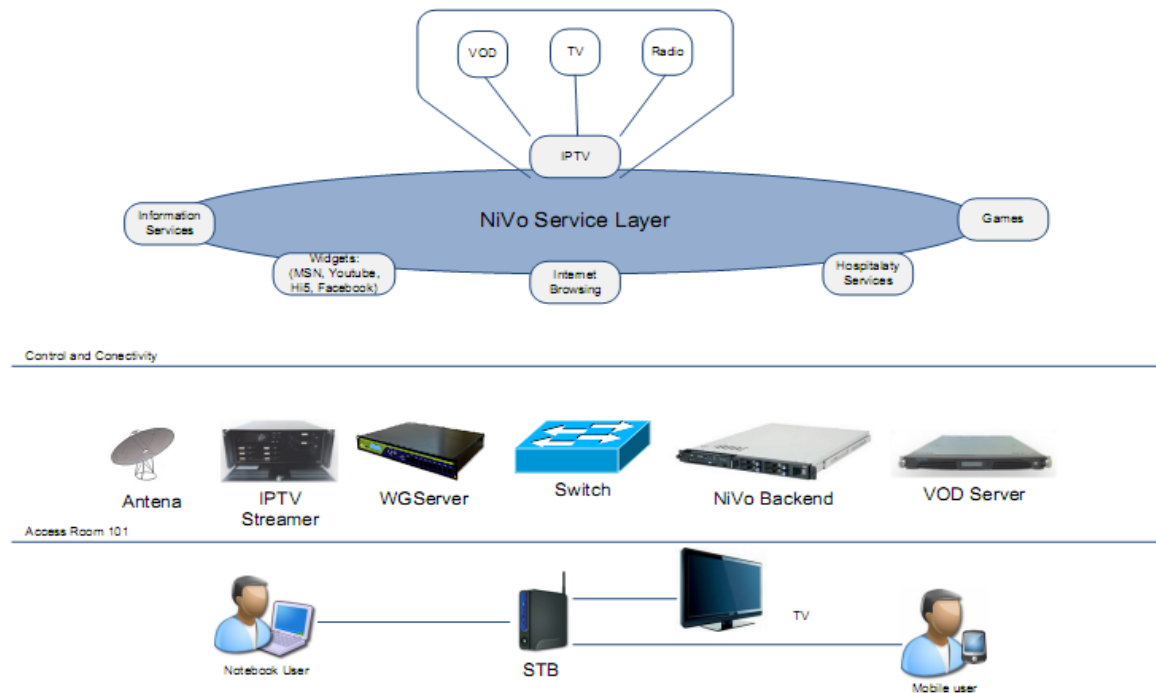 VOD
TV
Radio
IPTV
NiVo Service Layer
Information
Services
Games
Widgets:
(MSN, Youtube,
Hi5, Facebook)
Internet
Browsing
Hospitalaty
Services
Control and Conectivity
Antena
IPTV
Streamer
WGServer
Switch
NiVo Backend
VOD Server
Access Room 101
Notebook User
STB
TV
Mobile user